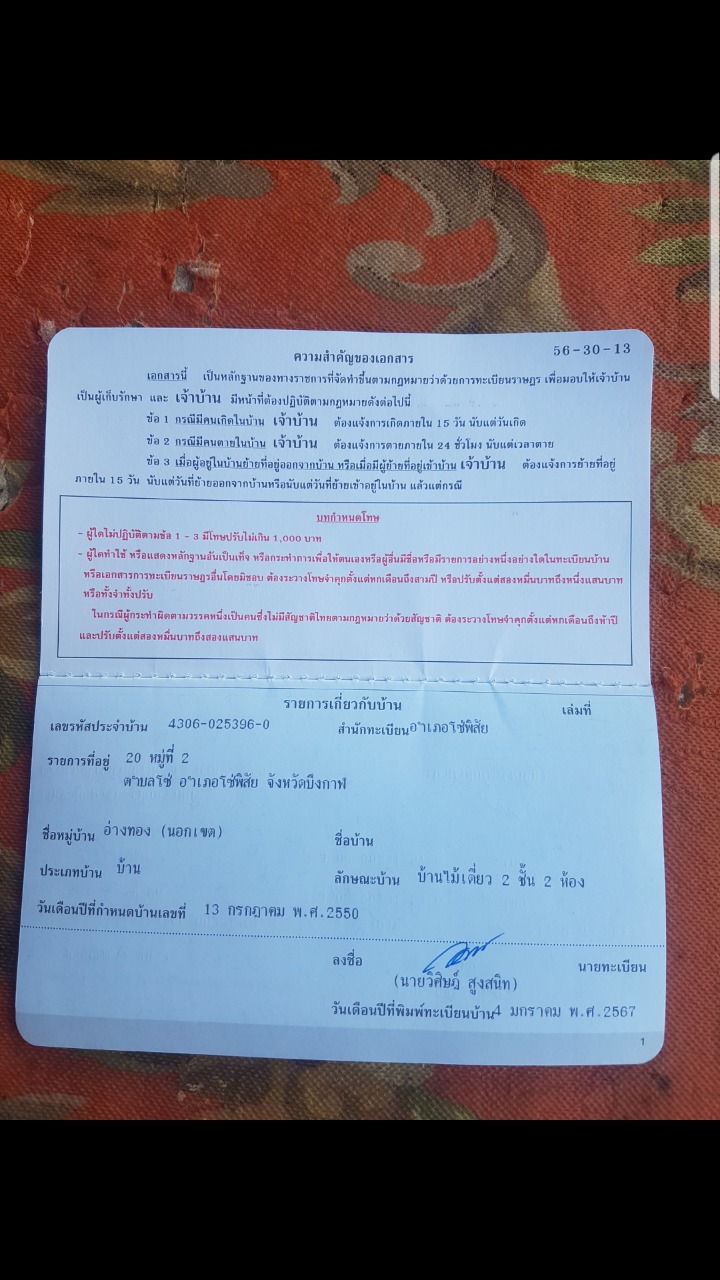 56-30-13
ความสำคัญของเอกสาร
เอกสารนี้ เป็นหลักฐานของทางราชการที่จัดทำขึ้นตามกฎหมายว่าด้วยการทะเบียนราษฎร เพื่อมอบให้เจ้าบ้าน
เป็นผู้เก็บรักษา และ เจ้าบ้าน มีหน้าที่ต้องปฏิบัติตามกฎหมายดังต่อไปนี้
ข้อ 1 กรณีมีคนเกิดในบ้าน เจ้าบ้าน ต้องแจ้งการเกิดภายใน 15 วัน นับแต่วันเกิด
ข้อ 2 กรณีมีคนตายในบ้าน เจ้าบ้าน ต้องแจ้งการตายภายใน 24 ชั่วโมง นับแต่เวลาตาย
ข้อ 3 เมื่อผู้อยู่ในบ้านย้ายที่อยู่ออกจากบ้าน หรือเมื่อมีผู้ย้ายที่อยู่เข้าบ้าน เจ้าบ้าน ต้องแจ้งการย้ายที่อยู่
ภายใน 15 วัน นับแต่วันที่ย้ายออกจากบ้านหรือนับแต่วันที่ย้ายเข้าอยู่ในบ้าน แล้วแต่กรณี
บทกำหนดโทษ
- ผู้ใดไม่ปฏิบัติตามข้อ 1 - 3 มีโทษปรับไม่เกิน 1,000 บาท
- ผู้ใดทำใช้ หรือแสดงหลักฐานอันเป็นเท็จ หรือกระทำการเพื่อให้ตนเองหรือผู้อื่นมีชื่อหรือมีรายการอย่างหนึ่งอย่างใดในทะเบียนบ้าน
หรือเอกสารการทะเบียนราษฎรอื่นโดยมิชอบ ต้องระวางโทษจำคุกตั้งแต่หกเดือนถึงสามปี หรือปรับตั้งแต่สองหมื่นบาทถึงหนึ่งแสนบาท
หรือทั้งจำทั้งปรับ
ในกรณีผู้กระทำผิดตามวรรคหนึ่งเป็นคนซึ่งไม่มีสัญชาติไทยตามกฎหมายว่าด้วยสัญชาติ ต้องระวางโทษจำคุกตั้งแต่หกเดือนถึงห้าปี
และปรับตั้งแต่สองหมื่นบาทถึงสองแสนบาท
รายการเกี่ยวกับบ้าน เล่มที่
เลขรหัสประจำบ้าน 4306-025396-0 สำนักทะเบียน อำเภอโซ่พิสัย
รายการที่อยู่ 20 หมู่ที่ 2
ตำบลโซ่ อำเภอโซ่พิสัย จังหวัดบึงกาฬ
ชื่อหมู่บ้าน อ่างทอง (นอกเขต) ชื่อบ้าน
ประเภทบ้าน บ้าน ลักษณะบ้าน บ้านไม้เดี่ยว 2 ชั้น 2 ห้อง
วันเดือนปีที่กำหนดบ้านเลขที่ 13 กรกฎาคม พ.ศ.2550
ลงชื่อ นายทะเบียน
(นายวิศิษฎ์ สูงสนิท)
วันเดือนปีที่พิมพ์ทะเบียนบ้าน 4 มกราคม พ.ศ.2567
1